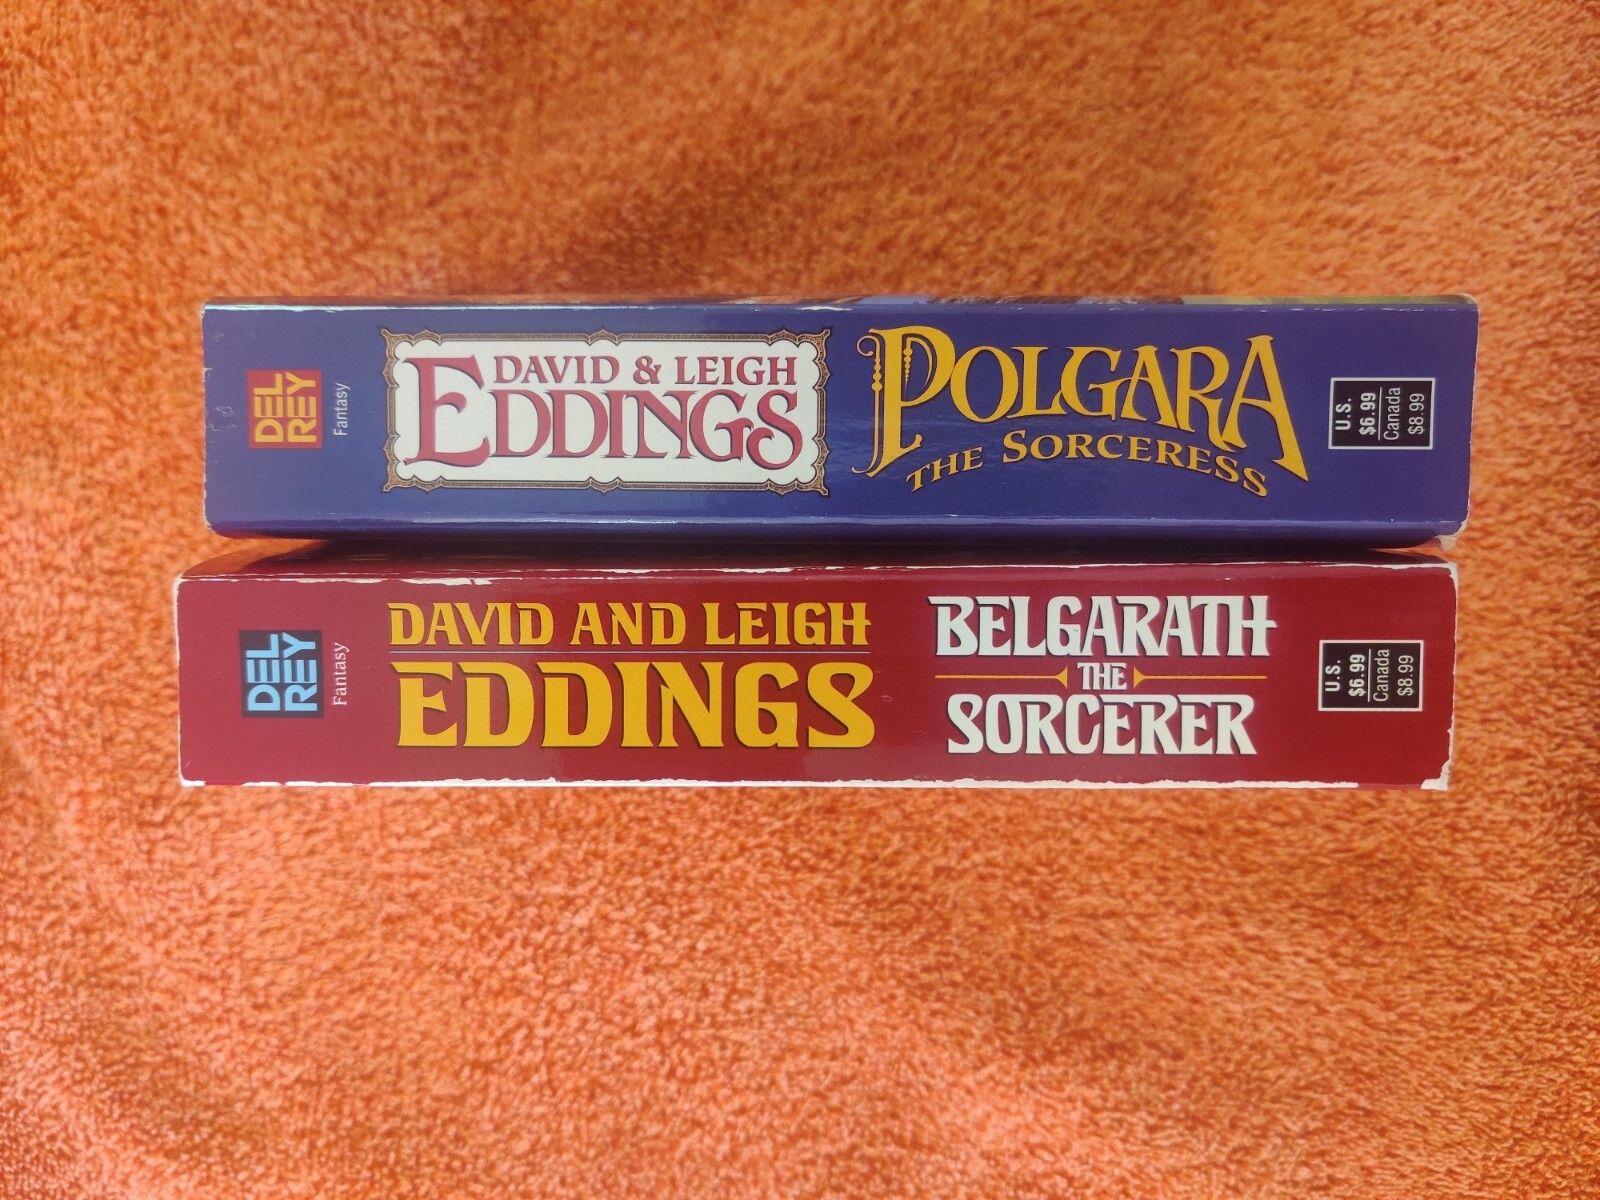 DEL
REY
Fantasy
DAVID & LEIGH
EDDINGS
POLGARA
THE SORCERESS
U.S.
$6.99
Canada
$8.99
DEL
REY
Fantasy
DAVID AND LEIGH
EDDINGS
BELGARATH
THE
SORCERER
U.S.
$6.99
Canada
$8.99